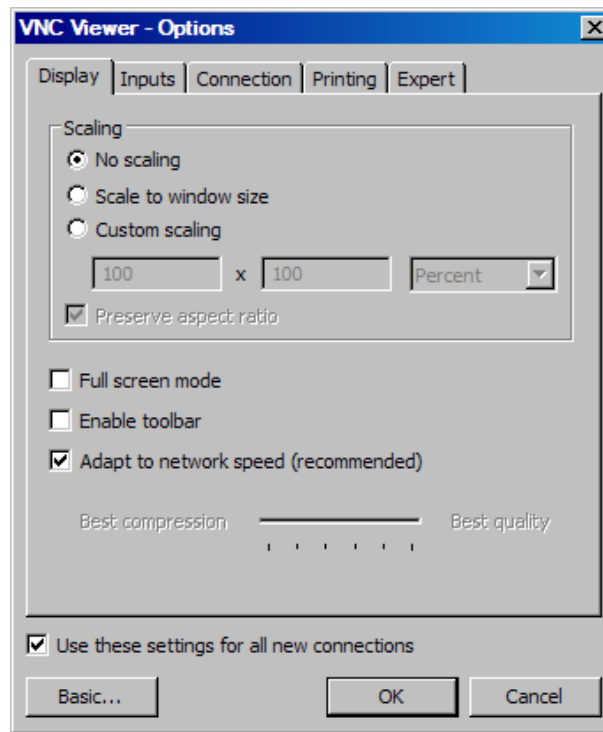 VNC Viewer - Options
Display Inputs Connection Printing Expert
Scaling
No scaling
Scale to window size
Custom scaling
100 x 100 Percent
Preserve aspect ratio
Full screen mode
Enable toolbar
Adapt to network speed (recommended)
Best compression Best quality
Use these settings for all new connections
Basic... OK Cancel